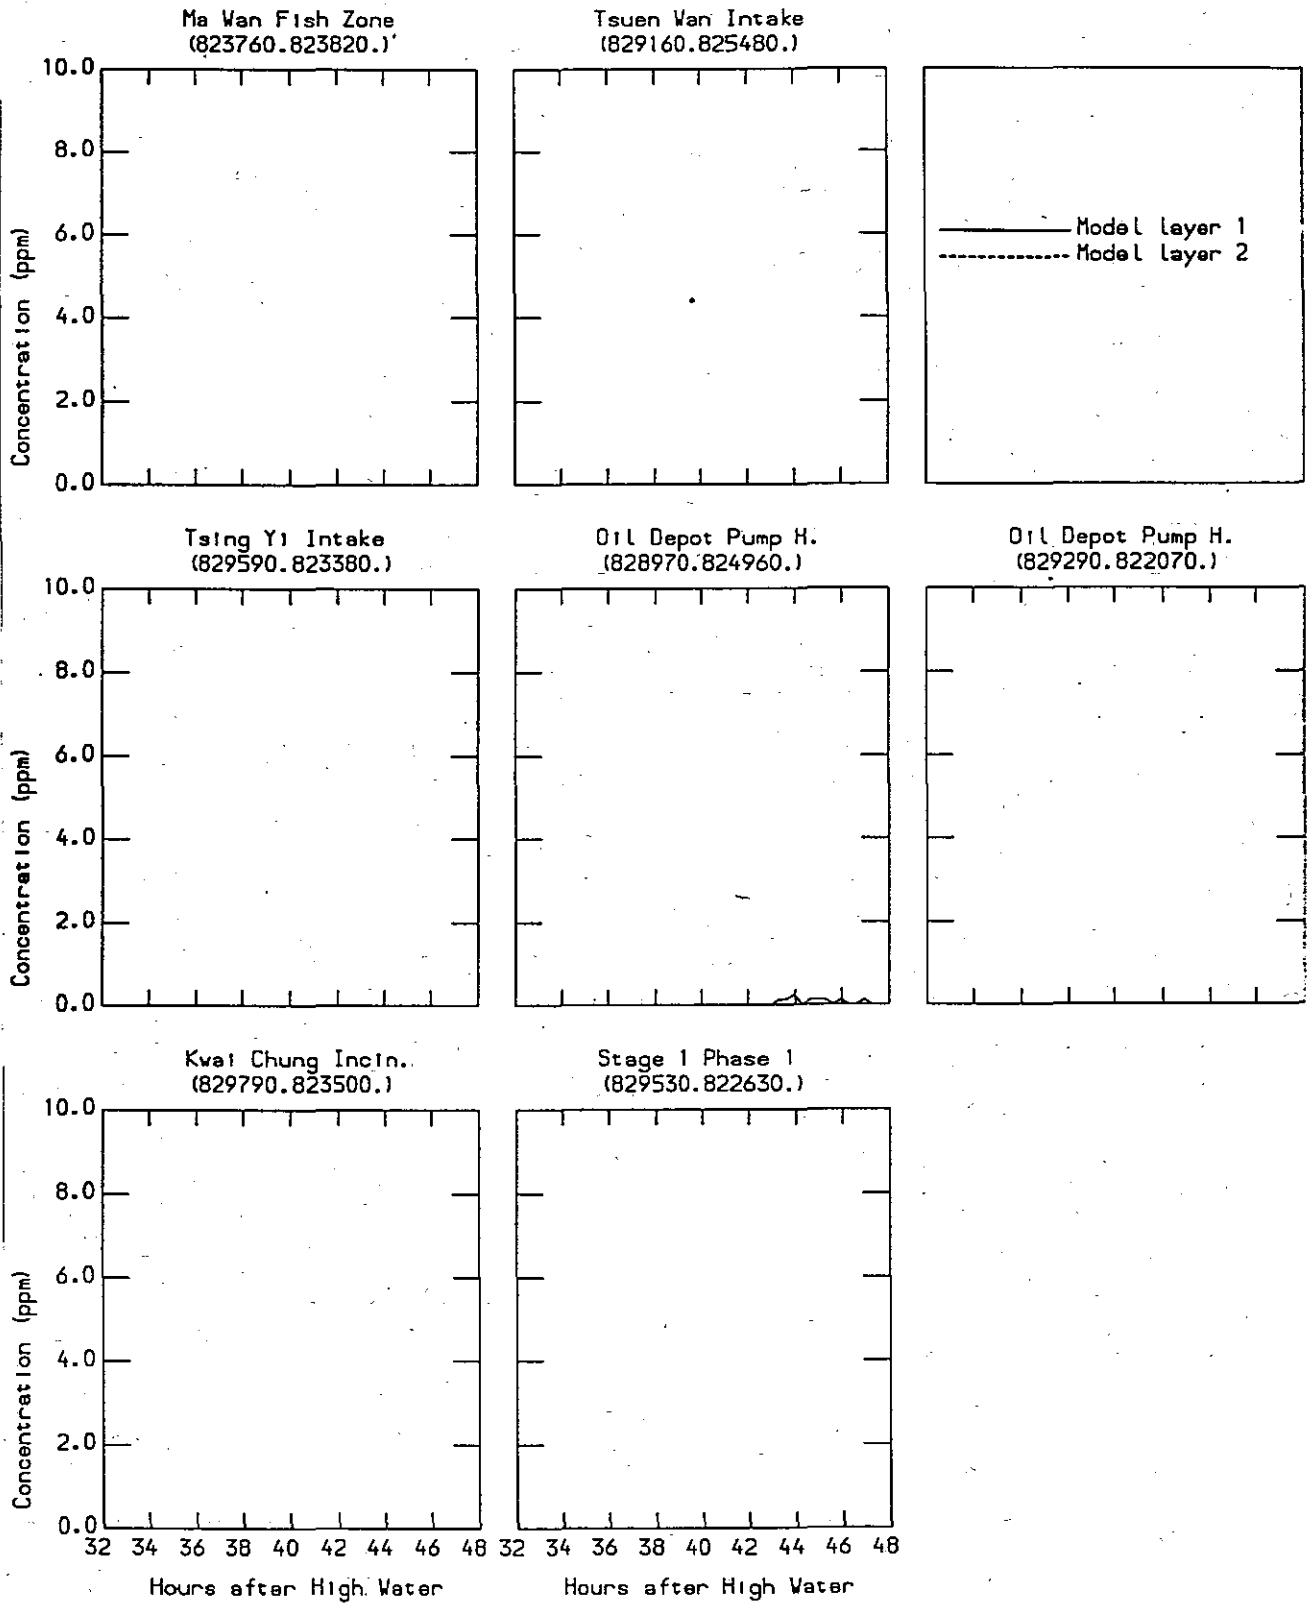 Ma Wan Fish Zone
(823760.823820.)
Tsuen Wan Intake
(829160.825480.)
10.0
8.0
6.0
4.0
2.0
0.0
Concentration (ppm)
Model layer 1
Model layer 2
Tsing Yi Intake
(829590.823380.)
Oil Depot Pump H.
(828970.824960.)
Oil Depot Pump H.
(829290.822070.)
10.0
8.0
6.0
4.0
2.0
0.0
Concentration (ppm)
Kwai Chung Incin.
(829790.823500.)
Stage 1 Phase 1
(829530.822630.)
10.0
8.0
6.0
4.0
2.0
0.0
Concentration (ppm)
32 34 36 38 40 42 44 46 48
32 34 36 38 40 42 44 46 48
Hours after High Water
Hours after High Water